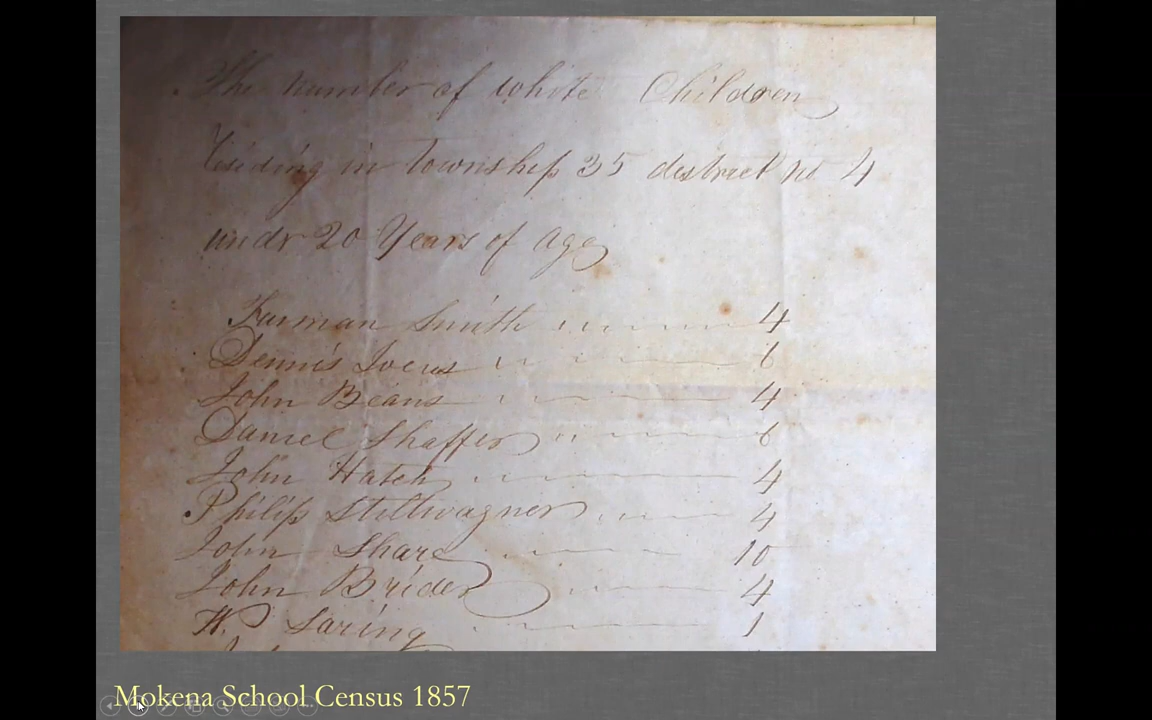 The number of white Children
residing in township 35 district no 4
undr 20 Years of age
Furman Smith 4
Dennis 6
John Beans 4
Daniel Shaffer 6
John Hatch 4
Philip Stellwagner 4
John Share 10
John Brider 4
W. Saring 1
Mokena School Census 1857